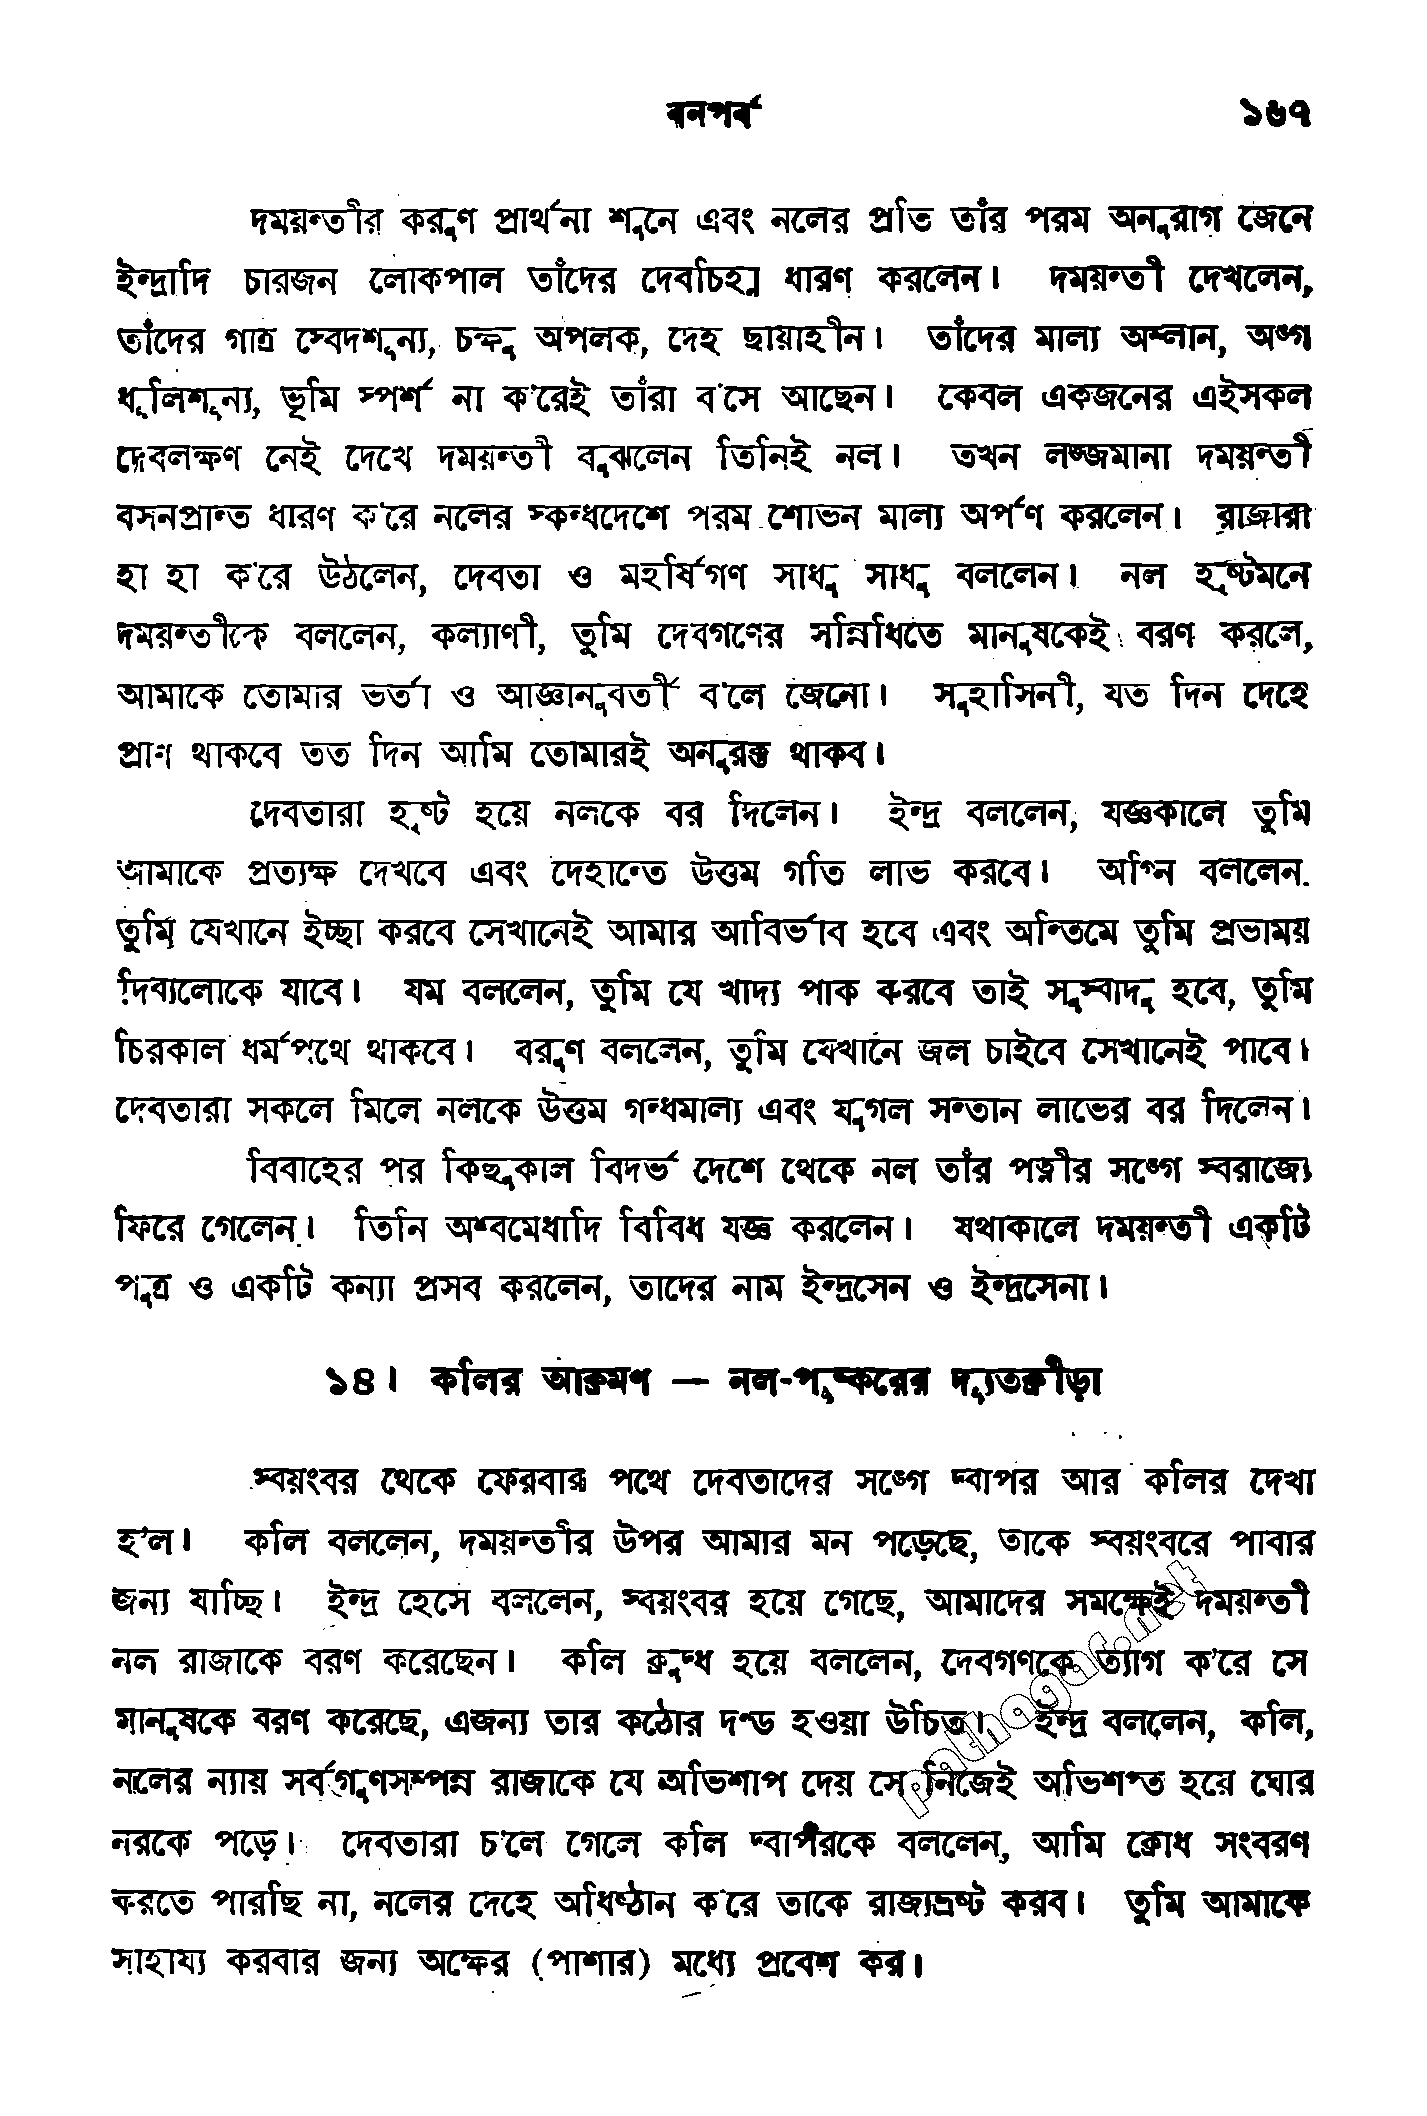 বনপর্ব ১৬৭
দময়ন্তীর করুণ প্রার্থনা শুনে এবং নলের প্রতি তাঁর পরম অনুরাগ জেনে
ইন্দ্রাদি চারজন লোকপাল তাঁদের দেবচিহ্ন ধারণ করলেন। দময়ন্তী দেখলেন,
তাঁদের গাত্র স্বেদশূন্য, চক্ষু অপলক, দেহ ছায়াহীন। তাঁদের মাল্য অম্লান, অঙ্গ
ধূলিশূন্য, ভূমি স্পর্শ না ক'রেই তাঁরা ব'সে আছেন। কেবল একজনের এইসকল
দেবলক্ষণ নেই দেখে দময়ন্তী বুঝলেন তিনিই নল। তখন লজ্জমানা দময়ন্তী
বসনপ্রান্ত ধারণ ক'রে নলের স্কন্ধদেশে পরম শোভন মাল্য অর্পণ করলেন। রাজারা
হা হা ক'রে উঠলেন, দেবতা ও মহর্ষিগণ সাধু সাধু বললেন। নল হৃষ্টমনে
দময়ন্তীকে বললেন, কল্যাণী, তুমি দেবগণের সন্নিধিতে মানুষকেই বরণ করলে,
আমাকে তোমার ভর্তা ও আজ্ঞানুবর্তী ব'লে জেনো। সুহাসিনী, যত দিন দেহে
প্রাণ থাকবে তত দিন আমি তোমারই অনুরক্ত থাকব।
দেবতারা হৃষ্ট হয়ে নলকে বর দিলেন। ইন্দ্র বললেন, যজ্ঞকালে তুমি
আমাকে প্রত্যক্ষ দেখবে এবং দেহান্তে উত্তম গতি লাভ করবে। অগ্নি বললেন.
তুমি যেখানে ইচ্ছা করবে সেখানেই আমার আবির্ভাব হবে এবং অন্তিমে তুমি প্রভাময়
দিব্যলোকে যাবে। যম বললেন, তুমি যে খাদ্য পাক করবে তাই সুস্বাদু হবে, তুমি
চিরকাল ধর্মপথে থাকবে। বরুণ বললেন, তুমি যেখানে জল চাইবে সেখানেই পাবে।
দেবতারা সকলে মিলে নলকে উত্তম গন্ধমাল্য এবং যুগল সন্তান লাভের বর দিলেন।
বিবাহের পর কিছুকাল বিদর্ভ দেশে থেকে নল তাঁর পত্নীর সঙ্গে স্বরাজ্যে
ফিরে গেলেন। তিনি অশ্বমেধাদি বিবিধ যজ্ঞ করলেন। যথাকালে দময়ন্তী একটি
পুত্র ও একটি কন্যা প্রসব করলেন, তাদের নাম ইন্দ্রসেন ও ইন্দ্রসেনা।
১৪। কলির আক্রমণ — নল-পুষ্করের দ্যূতক্রীড়া
স্বয়ংবর থেকে ফেরবার পথে দেবতাদের সঙ্গে দ্বাপর আর কলির দেখা
হ'ল। কলি বললেন, দময়ন্তীর উপর আমার মন পড়েছে, তাকে স্বয়ংবরে পাবার
জন্য যাচ্ছি। ইন্দ্র হেসে বললেন, স্বয়ংবর হয়ে গেছে, আমাদের সমক্ষেই দময়ন্তী
নল রাজাকে বরণ করেছেন। কলি ক্রুদ্ধ হয়ে বললেন, দেবগণকে ত্যাগ ক'রে সে
মানুষকে বরণ করেছে, এজন্য তার কঠোর দণ্ড হওয়া উচিত। ইন্দ্র বললেন, কলি,
নলের ন্যায় সর্বগুণসম্পন্ন রাজাকে যে অভিশাপ দেয় সে নিজেই অভিশপ্ত হয়ে ঘোর
নরকে পড়ে। দেবতারা চ'লে গেলে কলি দ্বাপরকে বললেন, আমি ক্রোধ সংবরণ
করতে পারছি না, নলের দেহে অধিষ্ঠান ক'রে তাকে রাজ্যভ্রষ্ট করব। তুমি আমাকে
সাহায্য করবার জন্য অক্ষের (পাশার) মধ্যে প্রবেশ কর।
pathagar.net